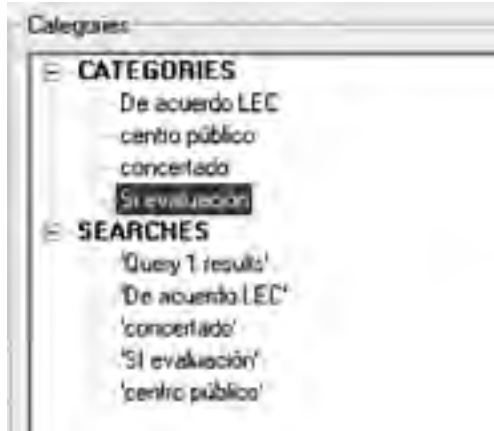 Categories
CATEGORIES
De acuerdo LEC
centro público
concertado
SI evaluación
SEARCHES
'Query 1 results'
'De acuerdo LEC'
'concertado'
'SI evaluación'
'centro público'